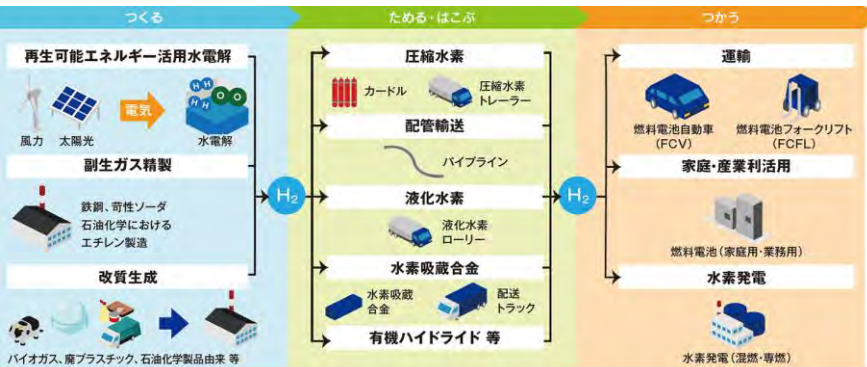 つくる
再生可能エネルギー活用水電解
風力
太陽光
電気
H H
H H
O O
水電解
副生ガス精製
鉄鋼、苛性ソーダ
石油化学における
エチレン製造
改質生成
バイオガス、廃プラスチック、石油化学製品由来 等
H2
ためる・はこぶ
圧縮水素
カードル
圧縮水素
トレーラー
配管輸送
パイプライン
液化水素
液化水素
ローリー
水素吸蔵合金
水素吸蔵
合金
配送
トラック
有機ハイドライド 等
H2
つかう
運輸
燃料電池自動車
(FCV)
燃料電池フォークリフト
(FCFL)
家庭・産業利活用
燃料電池(家庭用・業務用)
水素発電
水素発電(混燃・専燃)